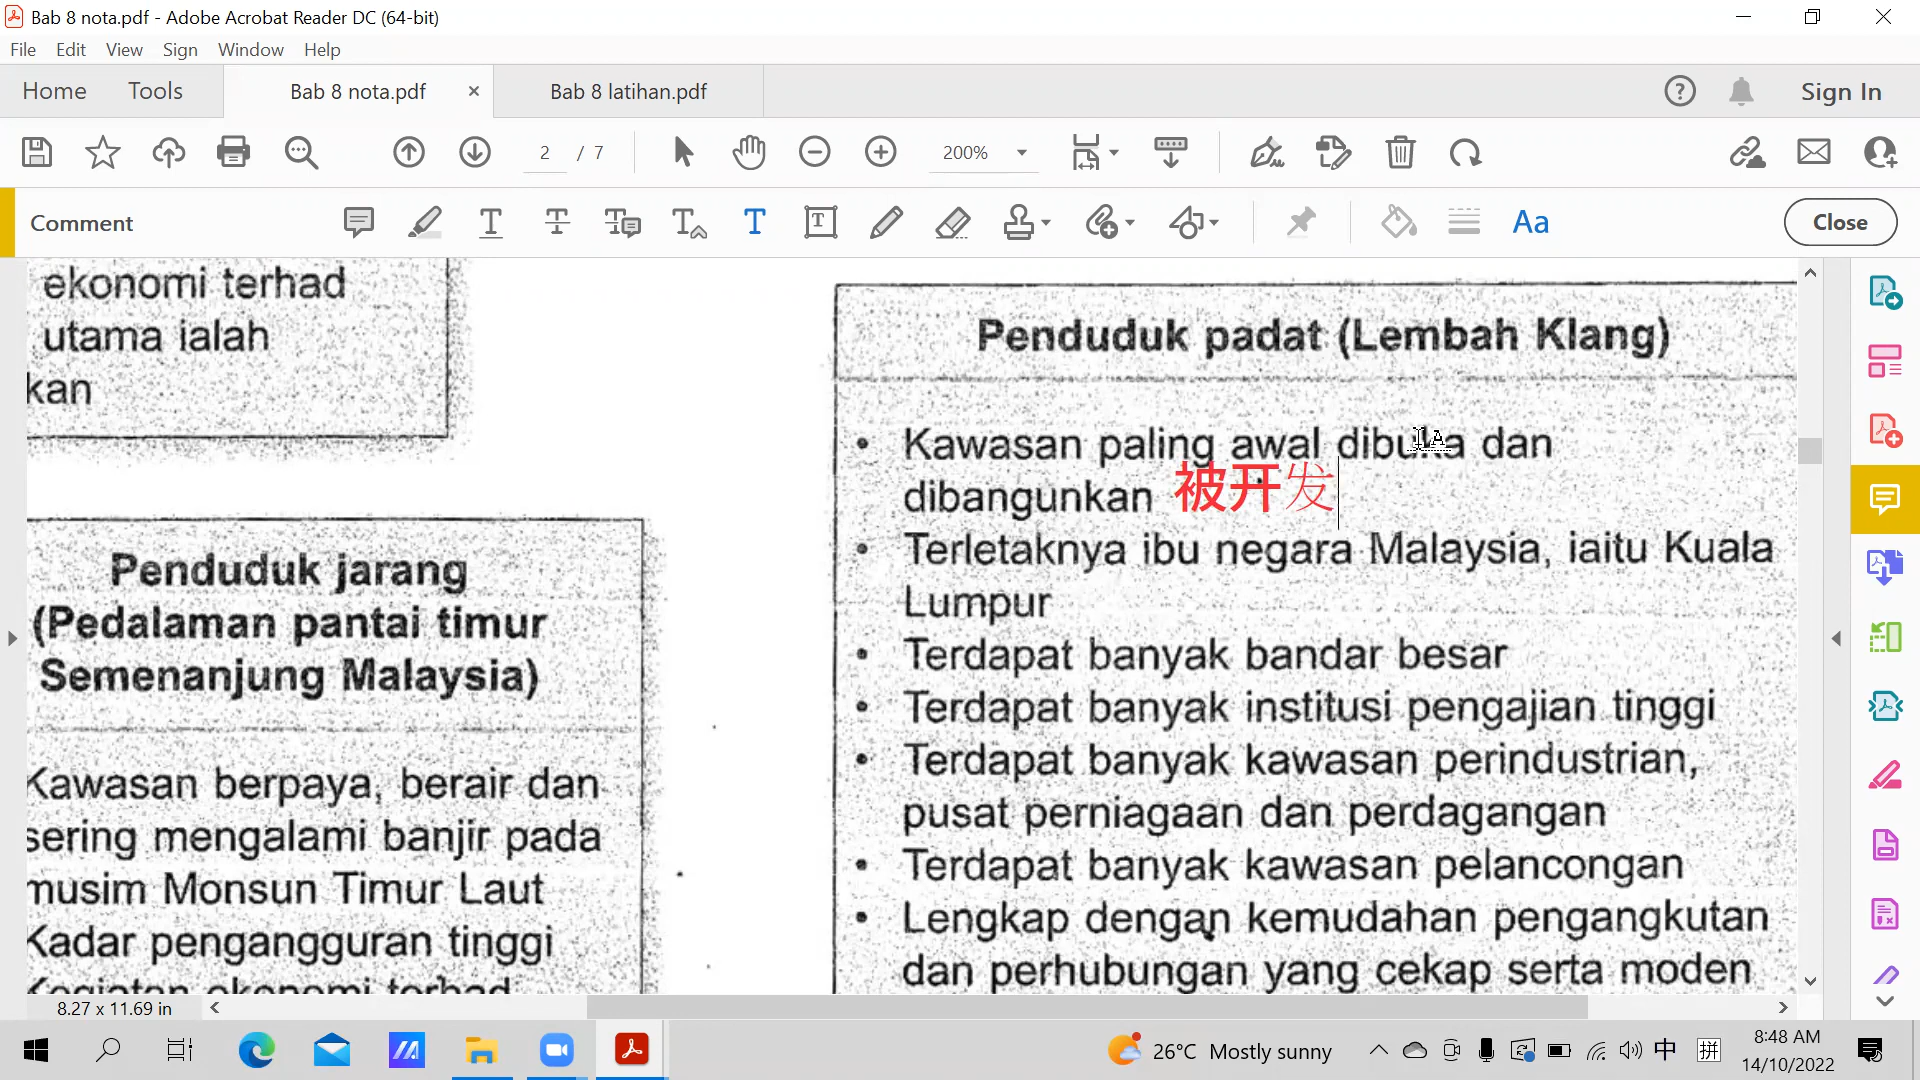 Bab 8 nota.pdf - Adobe Acrobat Reader DC (64-bit)
File Edit View Sign Window Help
Home Tools Bab 8 nota.pdf × Bab 8 latihan.pdf Sign In
2 / 7 200%
Comment Aa Close
ekonomi terhad
utama ialah
kan
Penduduk jarang
(Pedalaman pantai timur
Semenanjung Malaysia)
Kawasan berpaya, berair dan
sering mengalami banjir pada
musim Monsun Timur Laut
Kadar pengangguran tinggi
Kegiatan ekonomi terhad
Penduduk padat (Lembah Klang)
• Kawasan paling awal dibuka dan
dibangunkan 被开发
• Terletaknya ibu negara Malaysia, iaitu Kuala
Lumpur
• Terdapat banyak bandar besar
• Terdapat banyak institusi pengajian tinggi
• Terdapat banyak kawasan perindustrian,
pusat perniagaan dan perdagangan
• Terdapat banyak kawasan pelancongan
• Lengkap dengan kemudahan pengangkutan
dan perhubungan yang cekap serta moden
8.27 x 11.69 in
26°C Mostly sunny 中 拼 8:48 AM
14/10/2022